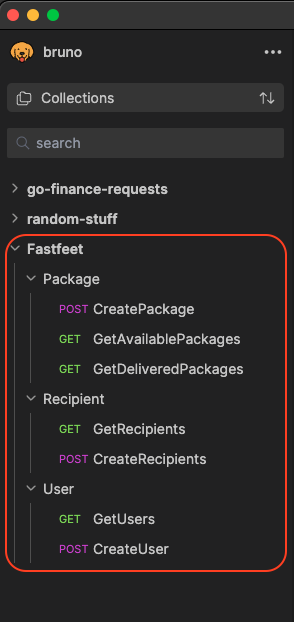 bruno
Collections
search
go-finance-requests
random-stuff
Fastfeet
Package
POST CreatePackage
GET GetAvailablePackages
GET GetDeliveredPackages
Recipient
GET GetRecipients
POST CreateRecipients
User
GET GetUsers
POST CreateUser